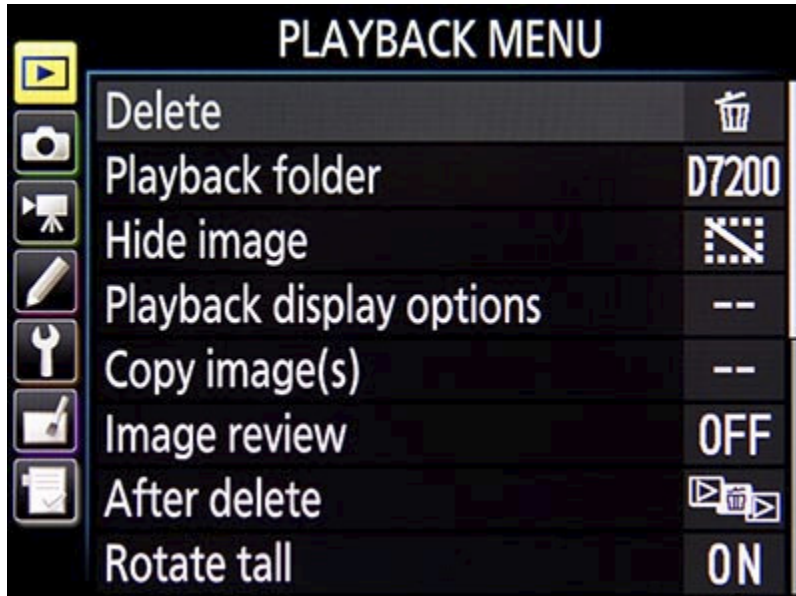 PLAYBACK MENU
Delete
Playback folder D7200
Hide image
Playback display options --
Copy image(s) --
Image review OFF
After delete
Rotate tall ON